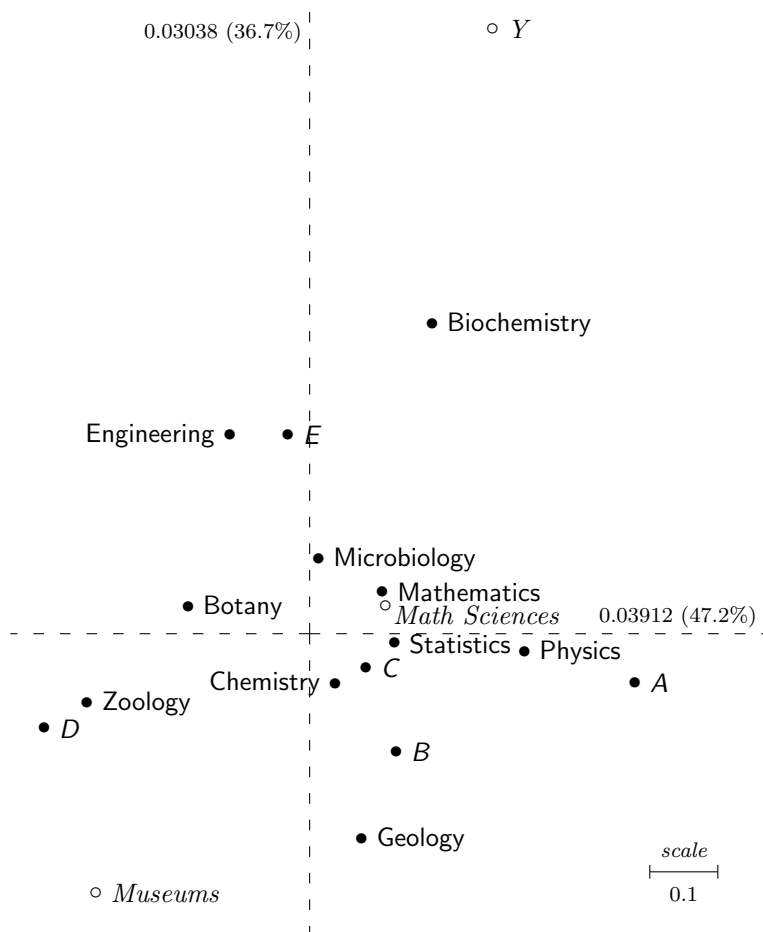 0.03038 (36.7%)
Y
Biochemistry
Engineering
E
Microbiology
Mathematics
Botany
Math Sciences
0.03912 (47.2%)
Statistics
Physics
C
Chemistry
A
Zoology
D
B
Geology
scale
0.1
Museums